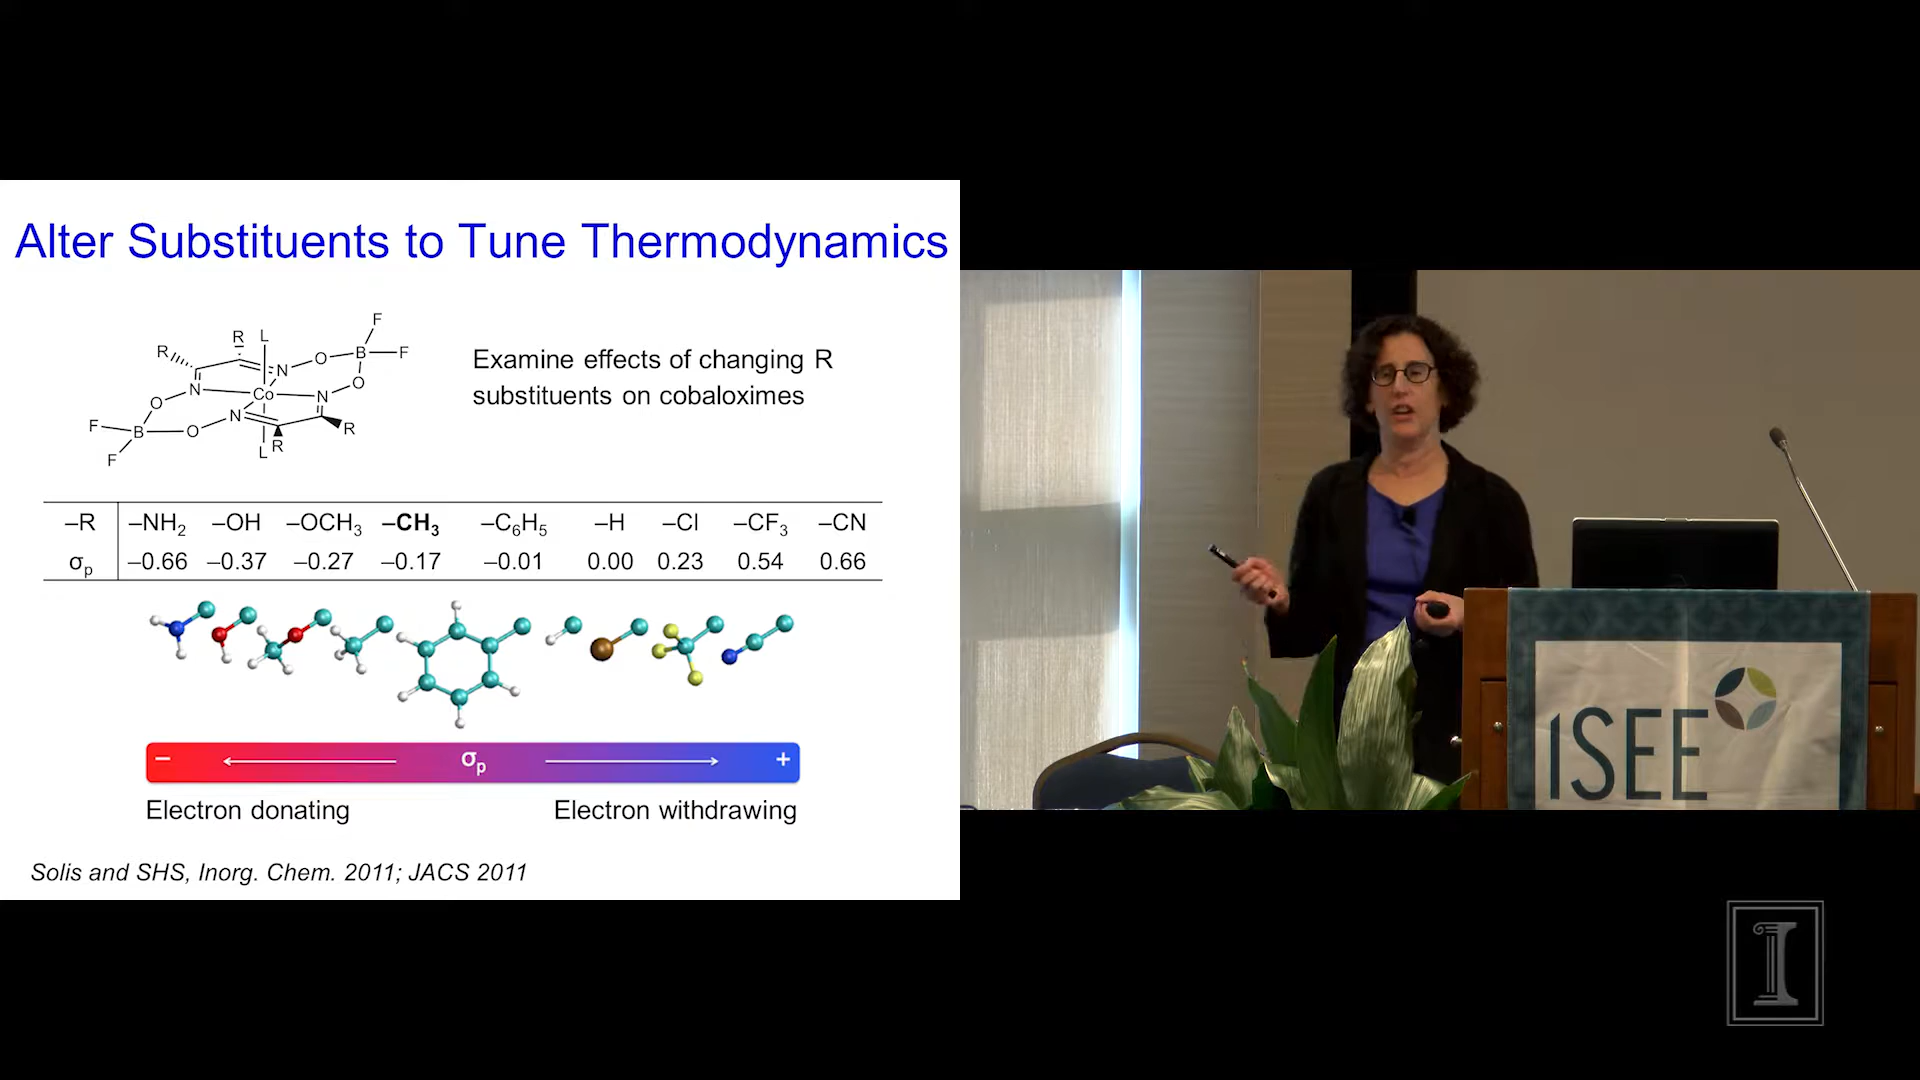 Alter Substituents to Tune Thermodynamics
F
R
L
R
O
B
F
N
O
N
Co
N
O
N
F
B
O
R
R
F
L
Examine effects of changing R
substituents on cobaloximes
–R –NH2 –OH –OCH3 –CH3 –C6H5 –H –Cl –CF3 –CN
σp –0.66 –0.37 –0.27 –0.17 –0.01 0.00 0.23 0.54 0.66
− σp +
Electron donating Electron withdrawing
Solis and SHS, Inorg. Chem. 2011; JACS 2011
iSEE
I